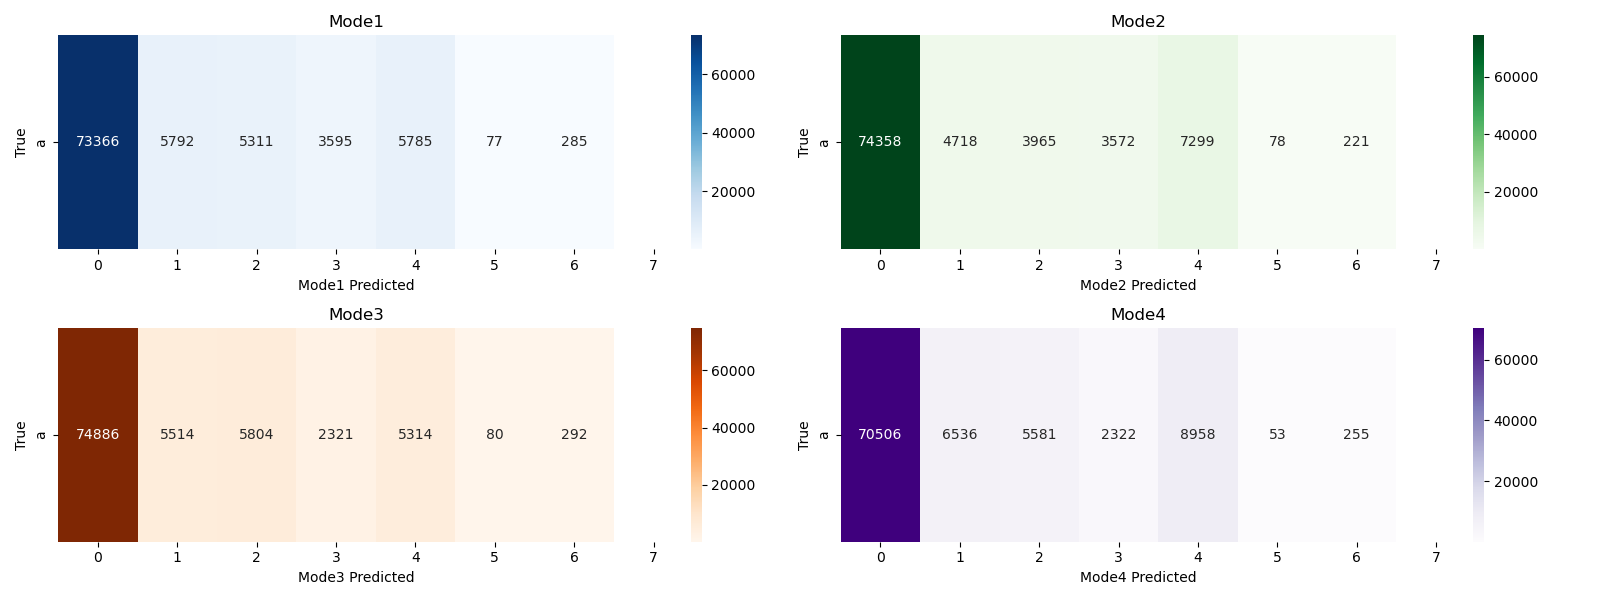 Mode1
True
a
73366 5792 5311 3595 5785 77 285
0 1 2 3 4 5 6 7
Mode1 Predicted
60000
40000
20000
Mode2
True
a
74358 4718 3965 3572 7299 78 221
0 1 2 3 4 5 6 7
Mode2 Predicted
60000
40000
20000
Mode3
True
a
74886 5514 5804 2321 5314 80 292
0 1 2 3 4 5 6 7
Mode3 Predicted
60000
40000
20000
Mode4
True
a
70506 6536 5581 2322 8958 53 255
0 1 2 3 4 5 6 7
Mode4 Predicted
60000
40000
20000